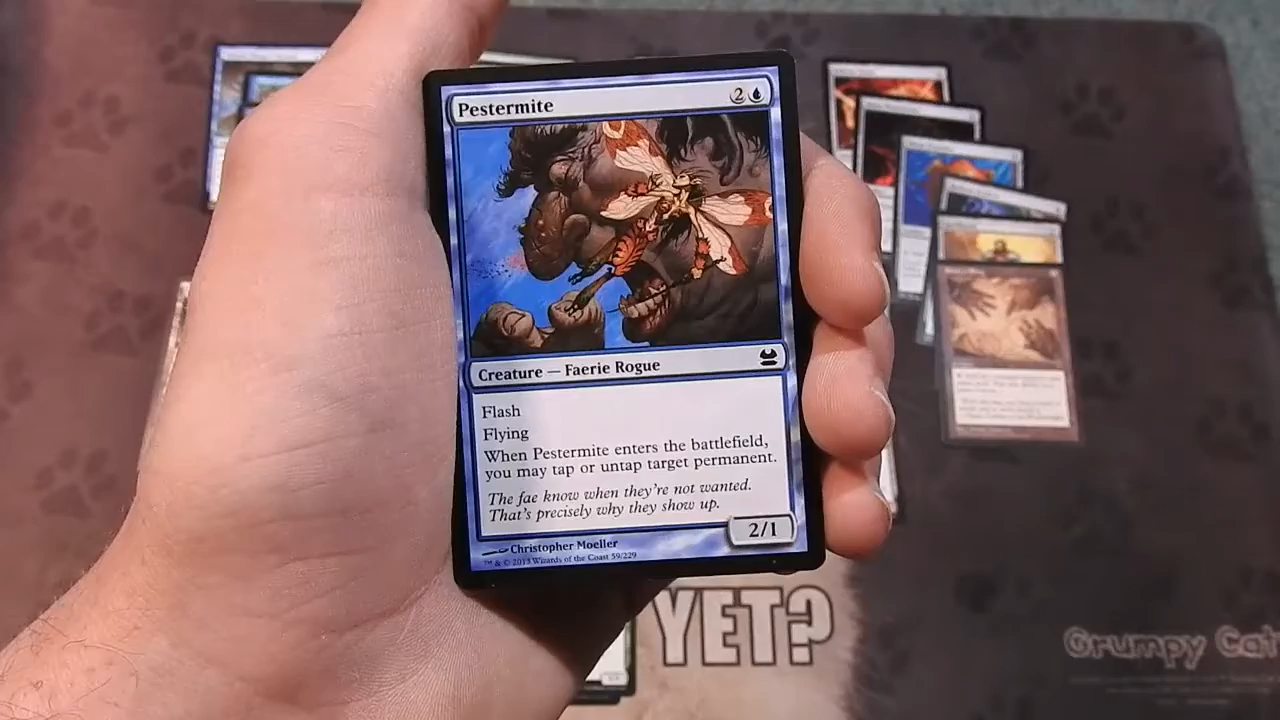 Pestermite
2
Creature — Faerie Rogue
Flash
Flying
When Pestermite enters the battlefield,
you may tap or untap target permanent.
The fae know when they're not wanted.
That's precisely why they show up.
2/1
Christopher Moeller
™ & © 2013 Wizards of the Coast 59/229
YET?
Grumpy Cat